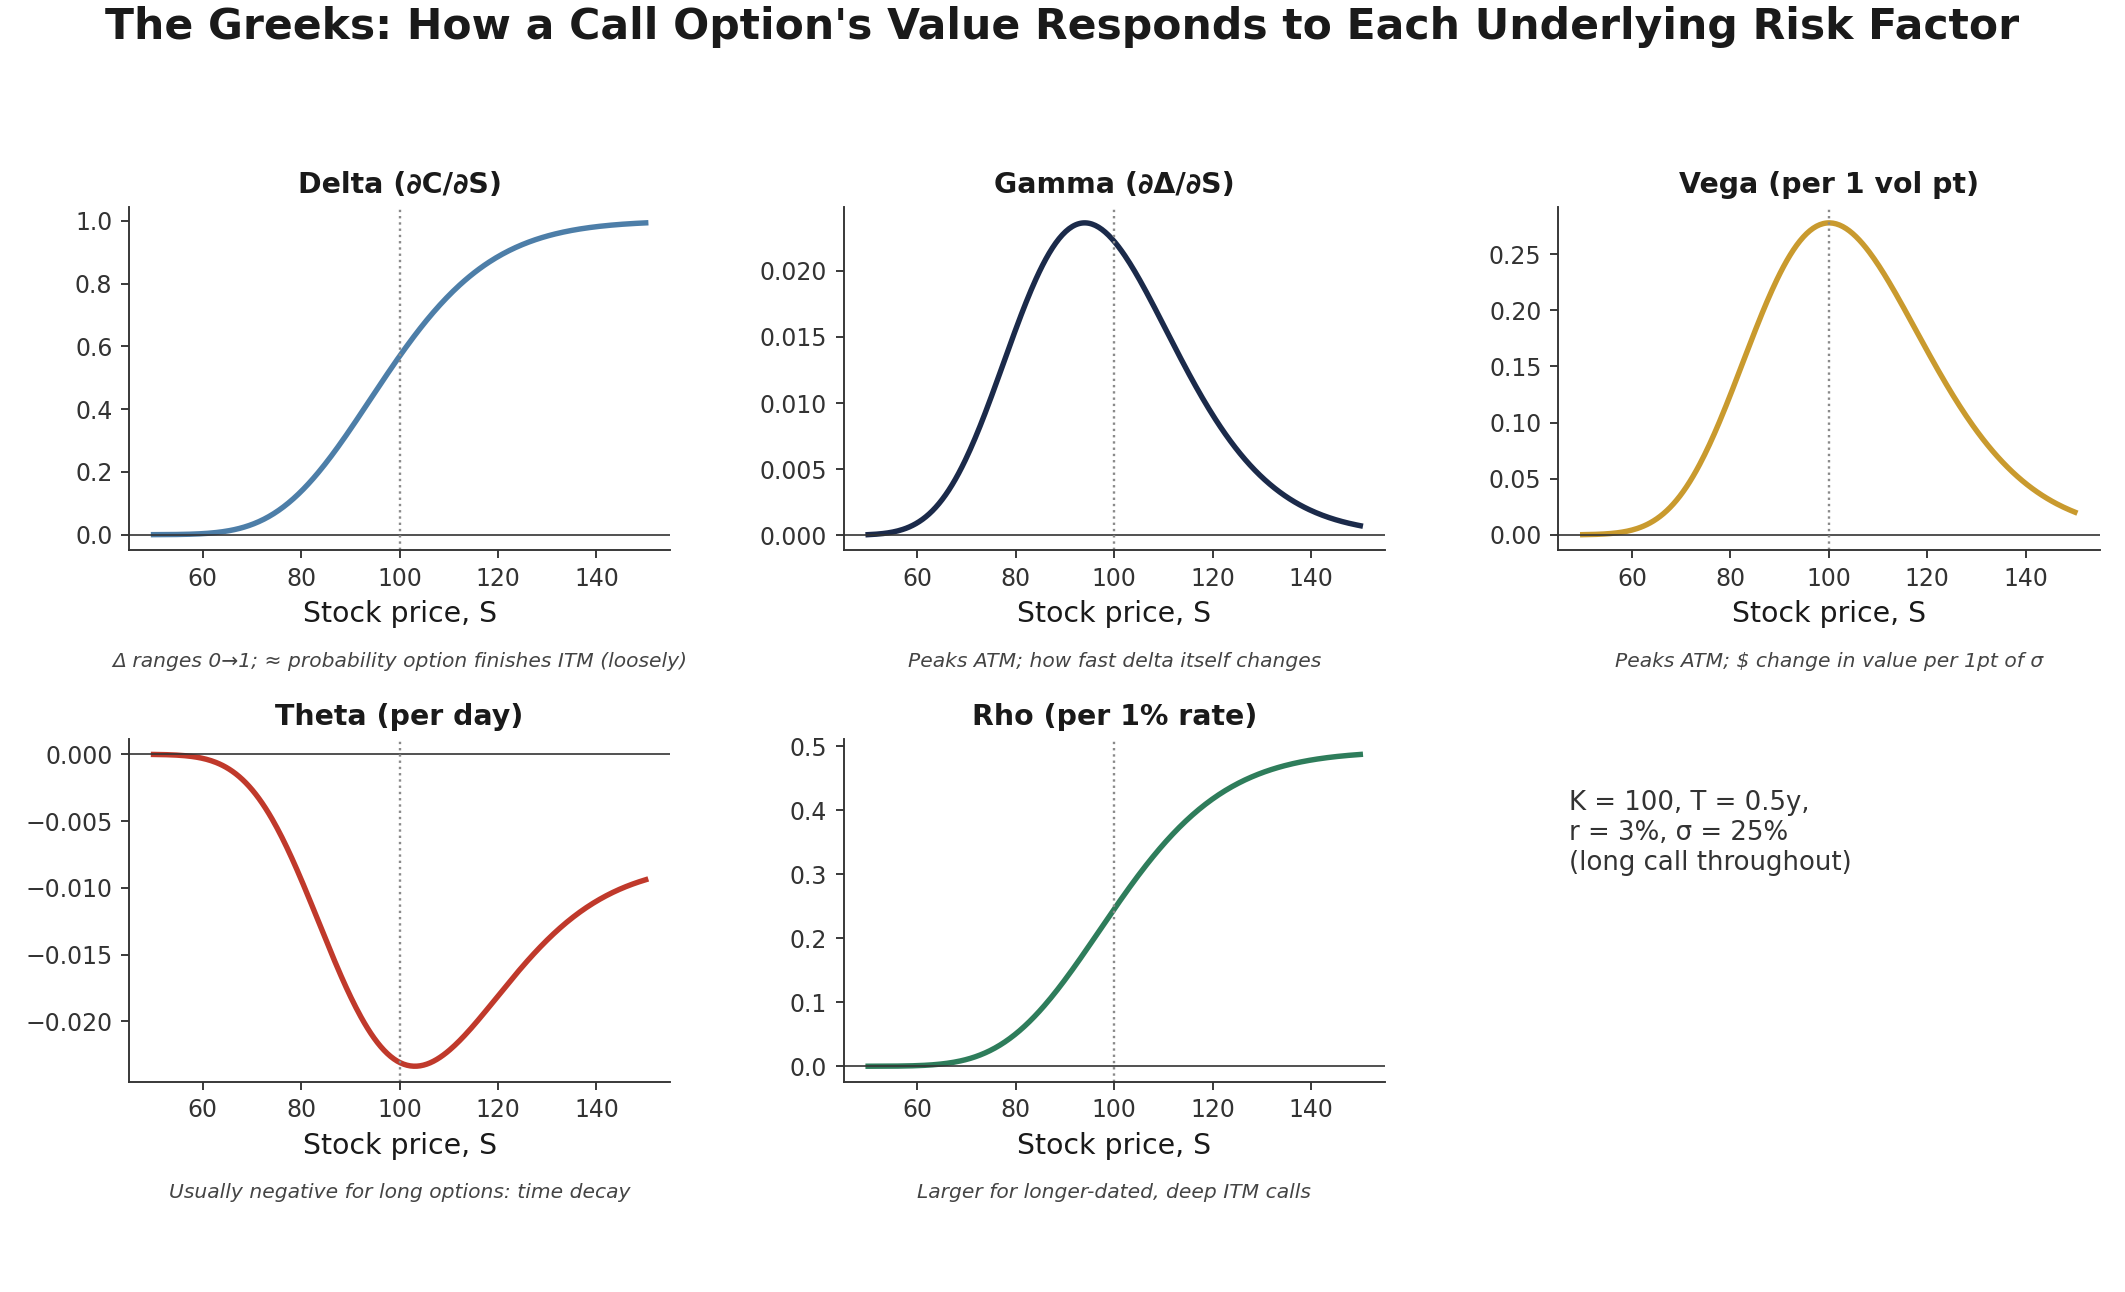 The Greeks: How a Call Option's Value Responds to Each Underlying Risk Factor
Delta (∂C/∂S)
1.0
0.8
0.6
0.4
0.2
0.0
60 80 100 120 140
Stock price, S
Δ ranges 0→1; ≈ probability option finishes ITM (loosely)
Gamma (∂Δ/∂S)
0.020
0.015
0.010
0.005
0.000
60 80 100 120 140
Stock price, S
Peaks ATM; how fast delta itself changes
Vega (per 1 vol pt)
0.25
0.20
0.15
0.10
0.05
0.00
60 80 100 120 140
Stock price, S
Peaks ATM; $ change in value per 1pt of σ
Theta (per day)
0.000
−0.005
−0.010
−0.015
−0.020
60 80 100 120 140
Stock price, S
Usually negative for long options: time decay
Rho (per 1% rate)
0.5
0.4
0.3
0.2
0.1
0.0
60 80 100 120 140
Stock price, S
Larger for longer-dated, deep ITM calls
K = 100, T = 0.5y,
r = 3%, σ = 25%
(long call throughout)